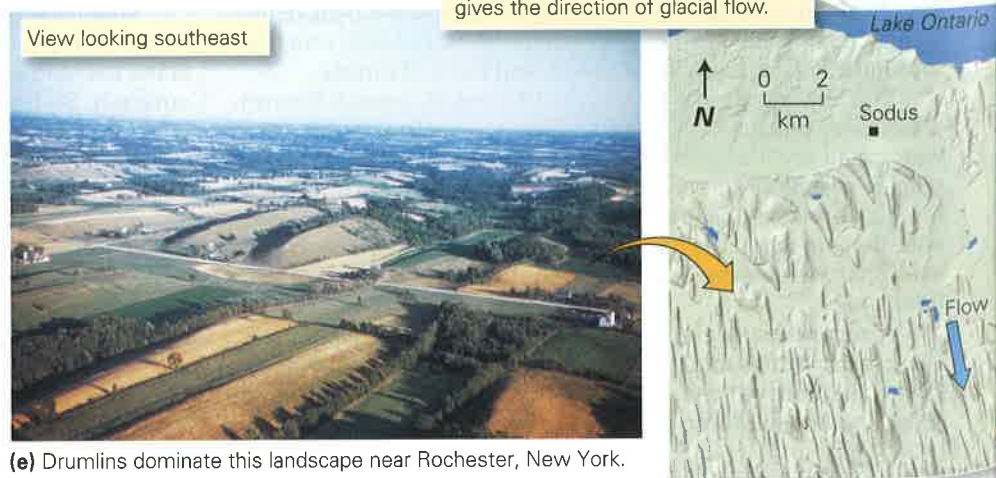 gives the direction of glacial flow.
View looking southeast
Lake Ontario
0 2
km
N
Sodus
Flow
(e) Drumlins dominate this landscape near Rochester, New York.